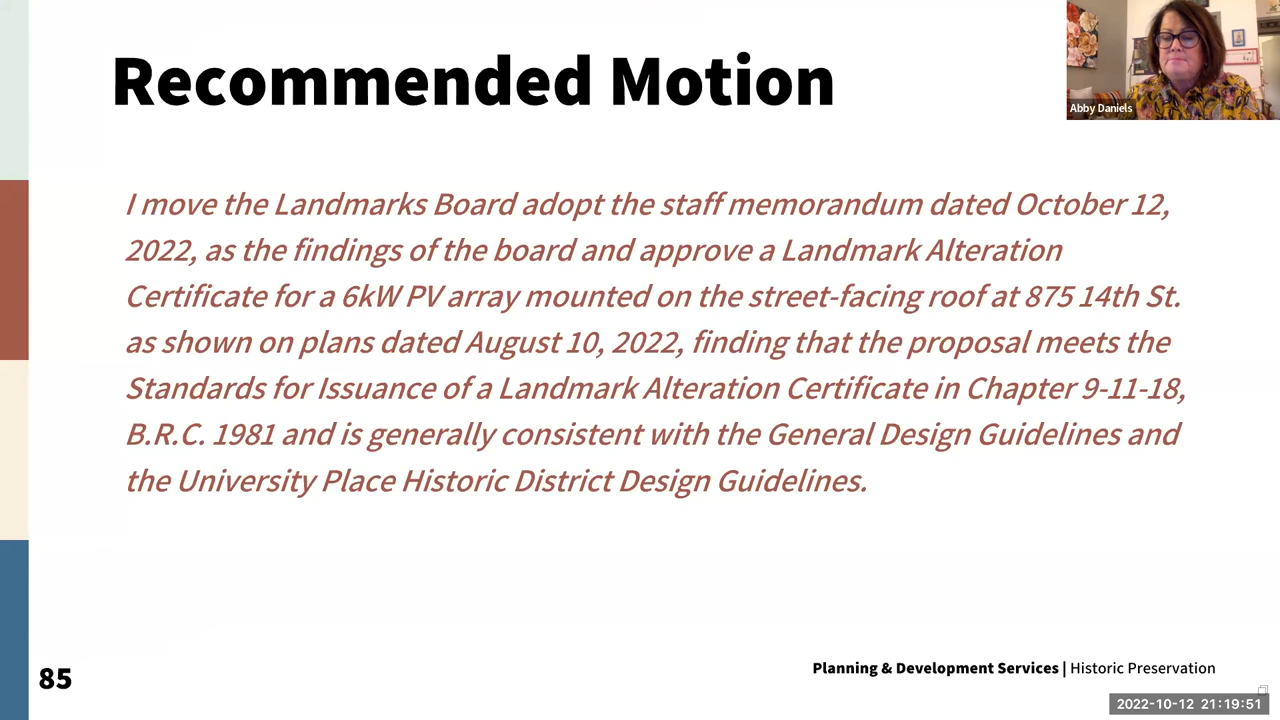 Recommended Motion
Abby Daniels
I move the Landmarks Board adopt the staff memorandum dated October 12,
2022, as the findings of the board and approve a Landmark Alteration
Certificate for a 6kW PV array mounted on the street-facing roof at 875 14th St.
as shown on plans dated August 10, 2022, finding that the proposal meets the
Standards for Issuance of a Landmark Alteration Certificate in Chapter 9-11-18,
B.R.C. 1981 and is generally consistent with the General Design Guidelines and
the University Place Historic District Design Guidelines.
85
Planning & Development Services | Historic Preservation
2022-10-12 21:19:51